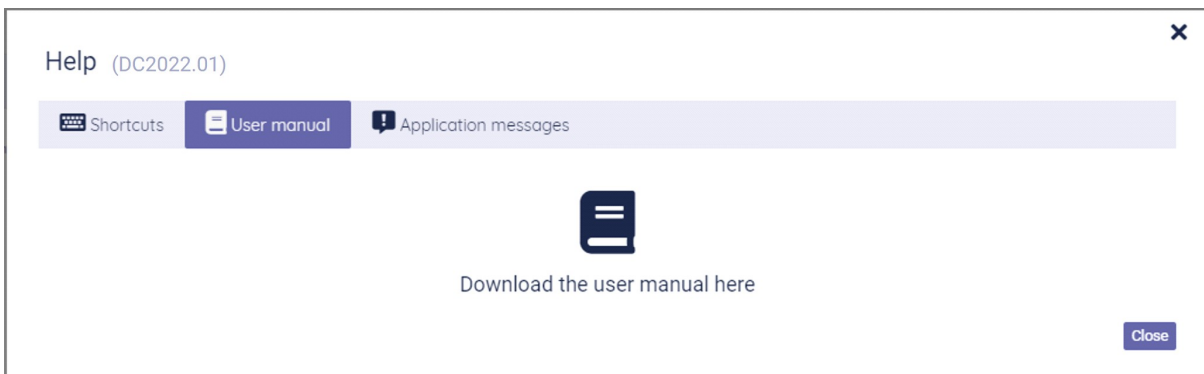 Help (DC2022.01)
Shortcuts User manual Application messages
Download the user manual here
Close